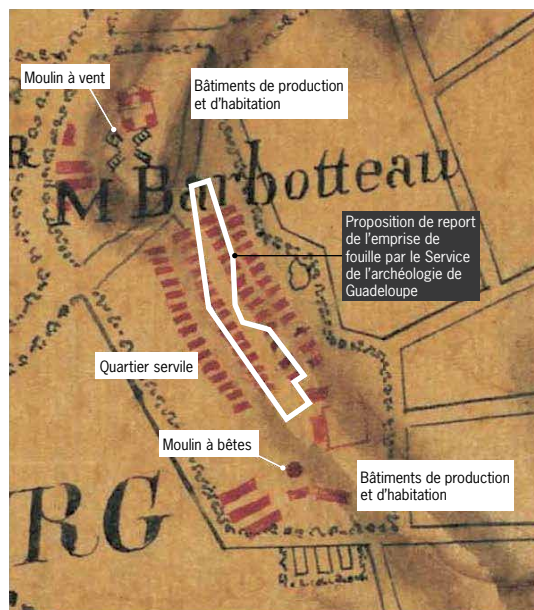 Moulin à vent
Bâtiments de production
et d'habitation
R
M Barbotteau
Proposition de report
de l'emprise de
fouille par le Service
de l'archéologie de
Guadeloupe
Quartier servile
Moulin à bêtes
Bâtiments de production
et d'habitation
RG